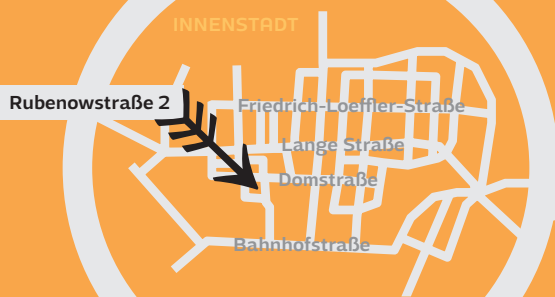 INNENSTADT
Rubenowstraße 2
Friedrich-Loeffler-Straße
Lange Straße
Domstraße
Bahnhofstraße